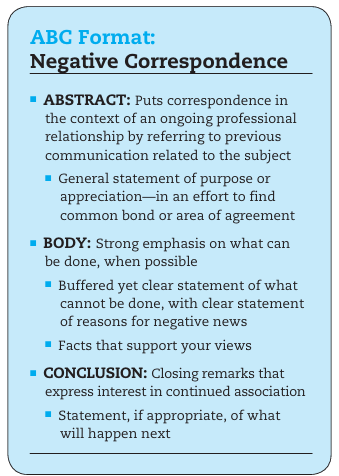 ABC Format:
Negative Correspondence
■ ABSTRACT: Puts correspondence in
the context of an ongoing professional
relationship by referring to previous
communication related to the subject
■ General statement of purpose or
appreciation—in an effort to find
common bond or area of agreement
■ BODY: Strong emphasis on what can
be done, when possible
■ Buffered yet clear statement of what
cannot be done, with clear statement
of reasons for negative news
■ Facts that support your views
■ CONCLUSION: Closing remarks that
express interest in continued association
■ Statement, if appropriate, of what
will happen next